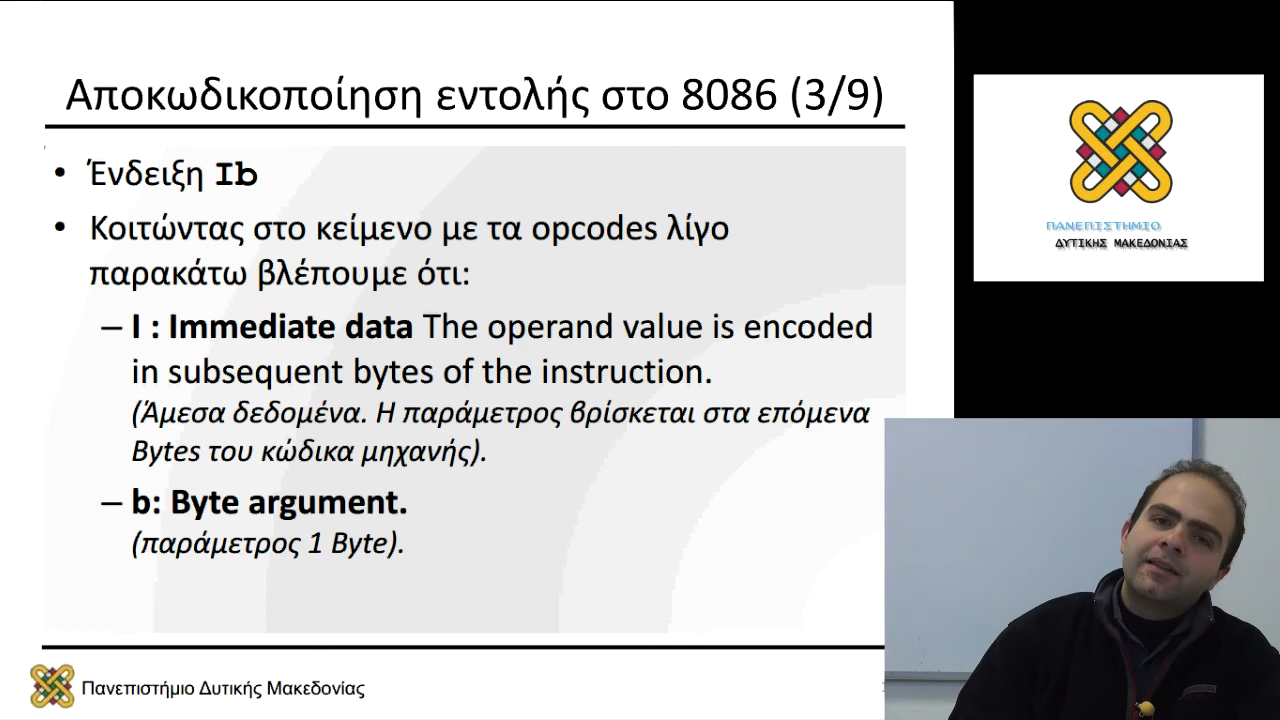 Αποκωδικοποίηση εντολής στο 8086 (3/9)
• Ένδειξη Ib
• Κοιτώντας στο κείμενο με τα opcodes λίγο
παρακάτω βλέπουμε ότι:
– I : Immediate data The operand value is encoded
in subsequent bytes of the instruction.
(Άμεσα δεδομένα. Η παράμετρος βρίσκεται στα επόμενα
Bytes του κώδικα μηχανής).
– b: Byte argument.
(παράμετρος 1 Byte).
Πανεπιστήμιο Δυτικής Μακεδονίας
ΠΑΝΕΠΙΣΤΗΜΙΟ
ΔΥΤΙΚΗΣ ΜΑΚΕΔΟΝΙΑΣ